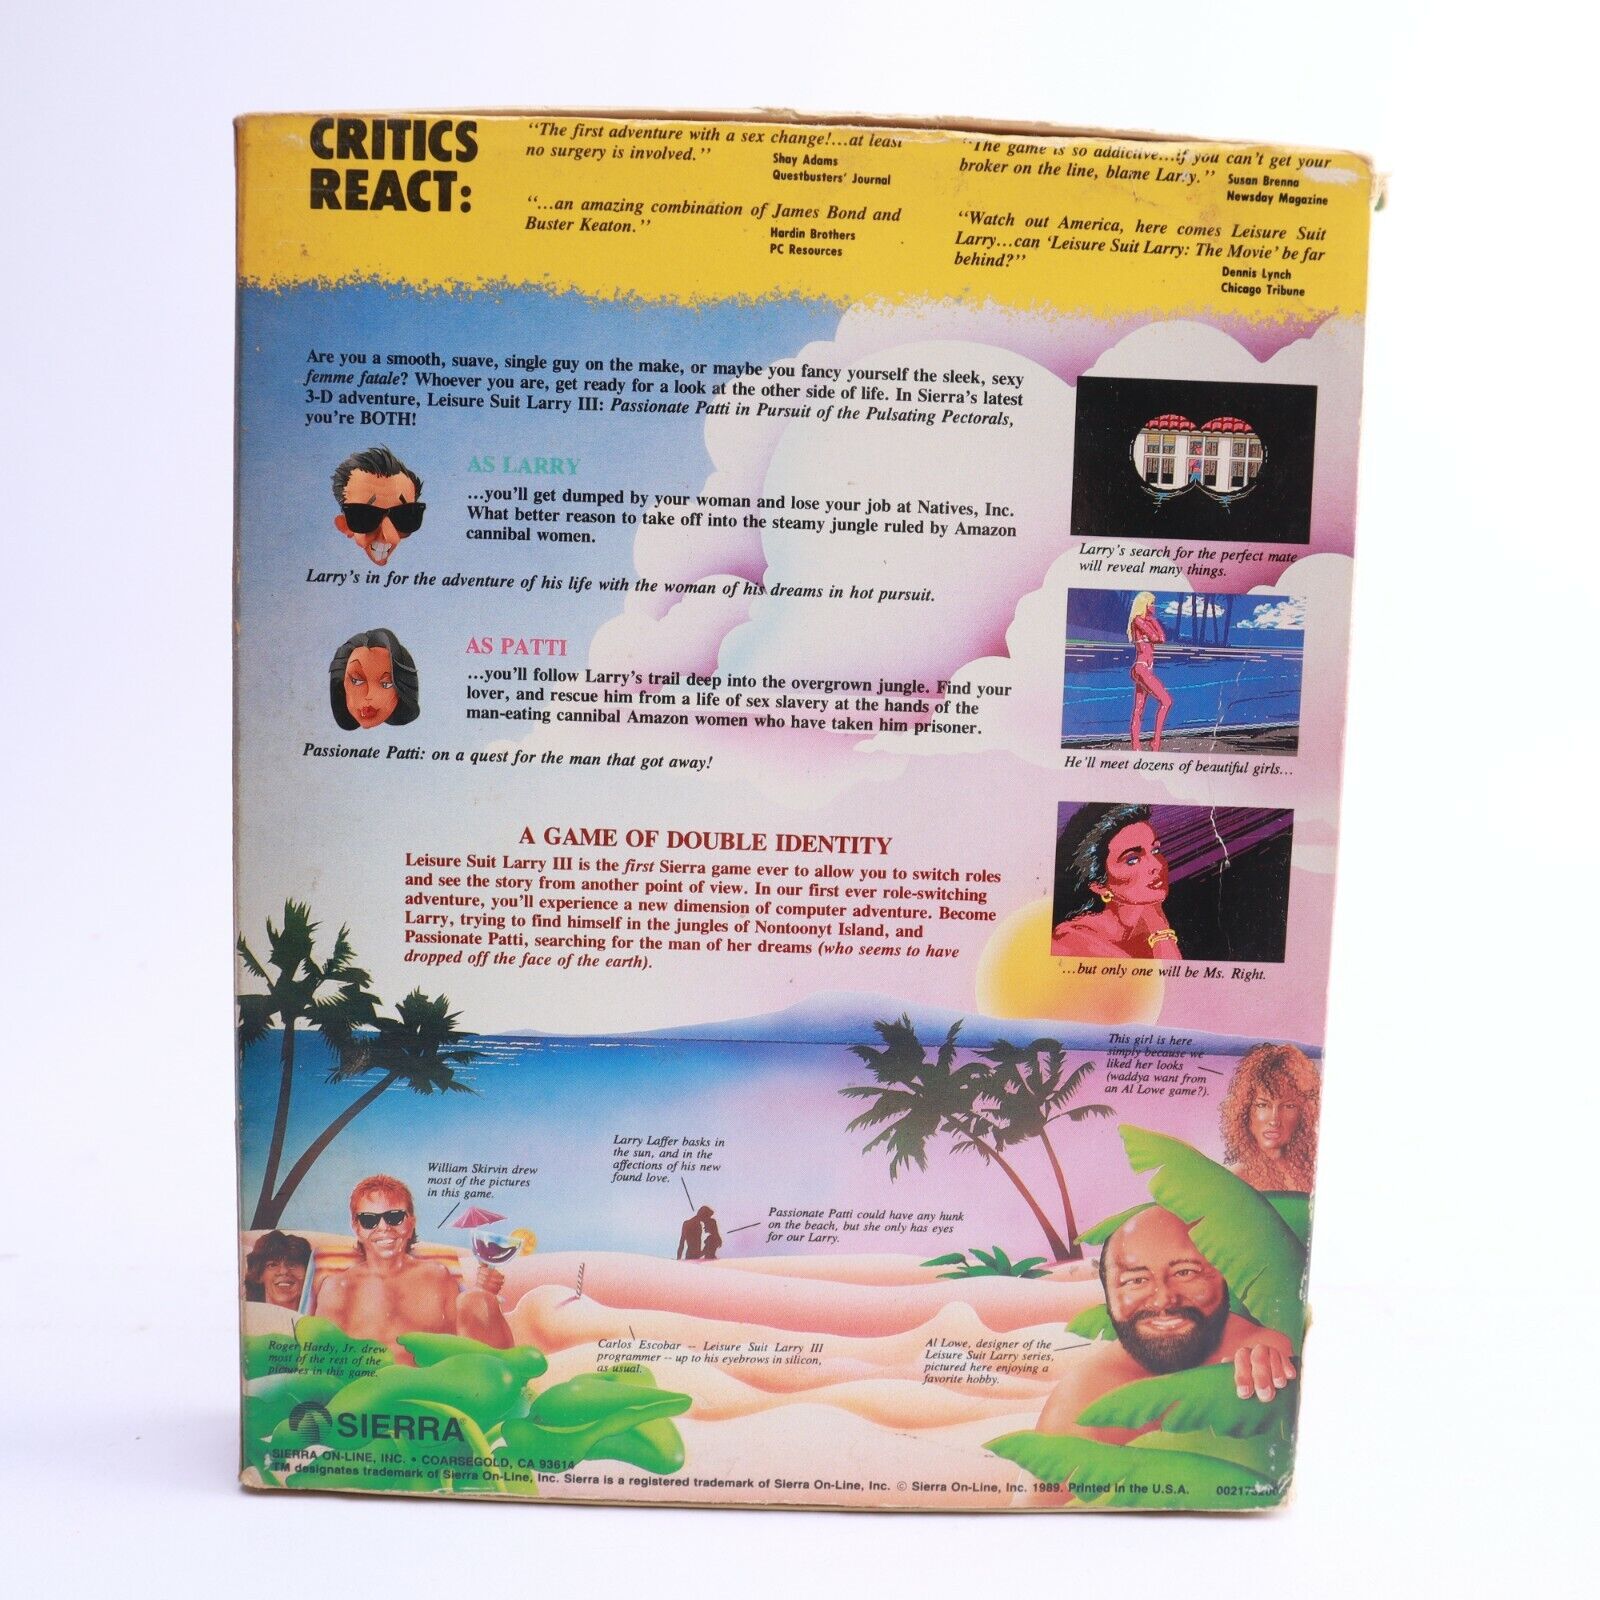 CRITICS
REACT:
"The first adventure with a sex change!...at least
no surgery is involved."
Shay Adams
Questbusters' Journal
"...an amazing combination of James Bond and
Buster Keaton."
Hardin Brothers
PC Resources
"The game is so addictive...if you can't get your
broker on the line, blame Larry."
Susan Brenna
Newsday Magazine
"Watch out America, here comes Leisure Suit
Larry...can 'Leisure Suit Larry: The Movie' be far
behind?"
Dennis Lynch
Chicago Tribune
Are you a smooth, suave, single guy on the make, or maybe you fancy yourself the sleek, sexy
femme fatale? Whoever you are, get ready for a look at the other side of life. In Sierra's latest
3-D adventure, Leisure Suit Larry III: Passionate Patti in Pursuit of the Pulsating Pectorals,
you're BOTH!
AS LARRY
...you'll get dumped by your woman and lose your job at Natives, Inc.
What better reason to take off into the steamy jungle ruled by Amazon
cannibal women.
Larry's in for the adventure of his life with the woman of his dreams in hot pursuit.
AS PATTI
...you'll follow Larry's trail deep into the overgrown jungle. Find your
lover, and rescue him from a life of sex slavery at the hands of the
man-eating cannibal Amazon women who have taken him prisoner.
Passionate Patti: on a quest for the man that got away!
Larry's search for the perfect mate
will reveal many things.
He'll meet dozens of beautiful girls...
...but only one will be Ms. Right.
A GAME OF DOUBLE IDENTITY
Leisure Suit Larry III is the first Sierra game ever to allow you to switch roles
and see the story from another point of view. In our first ever role-switching
adventure, you'll experience a new dimension of computer adventure. Become
Larry, trying to find himself in the jungles of Nontoonyt Island, and
Passionate Patti, searching for the man of her dreams (who seems to have
dropped off the face of the earth).
This girl is here
simply because we
liked her looks
(waddya want from
an Al Lowe game?).
Larry Laffer basks in
the sun, and in the
affections of his new
found love.
William Skirvin drew
most of the pictures
in this game.
Passionate Patti could have any hunk
on the beach, but she only has eyes
for our Larry.
Roger Hardy, Jr. drew
most of the rest of the
pictures in this game.
Carlos Escobar -- Leisure Suit Larry III
programmer -- up to his eyebrows in silicon,
as usual.
Al Lowe, designer of the
Leisure Suit Larry series,
pictured here enjoying a
favorite hobby.
SIERRA®
SIERRA ON-LINE, INC. • COARSEGOLD, CA 93614
TM designates trademark of Sierra On-Line, Inc. Sierra is a registered trademark of Sierra On-Line, Inc. © Sierra On-Line, Inc. 1989. Printed in the U.S.A.